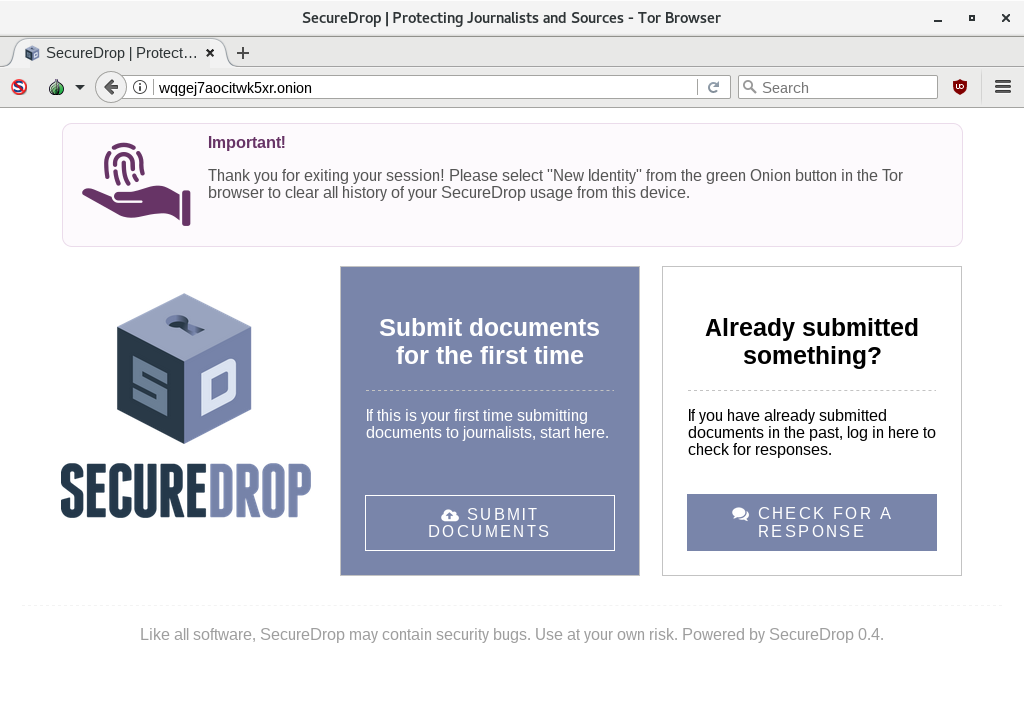 SecureDrop | Protecting Journalists and Sources - Tor Browser
SecureDrop | Protect…
wqgej7aocitwk5xr.onion
Search
Important!
Thank you for exiting your session! Please select "New Identity" from the green Onion button in the Tor
browser to clear all history of your SecureDrop usage from this device.
S D
SECUREDROP
Submit documents
for the first time
If this is your first time submitting
documents to journalists, start here.
SUBMIT
DOCUMENTS
Already submitted
something?
If you have already submitted
documents in the past, log in here to
check for responses.
CHECK FOR A
RESPONSE
Like all software, SecureDrop may contain security bugs. Use at your own risk. Powered by SecureDrop 0.4.